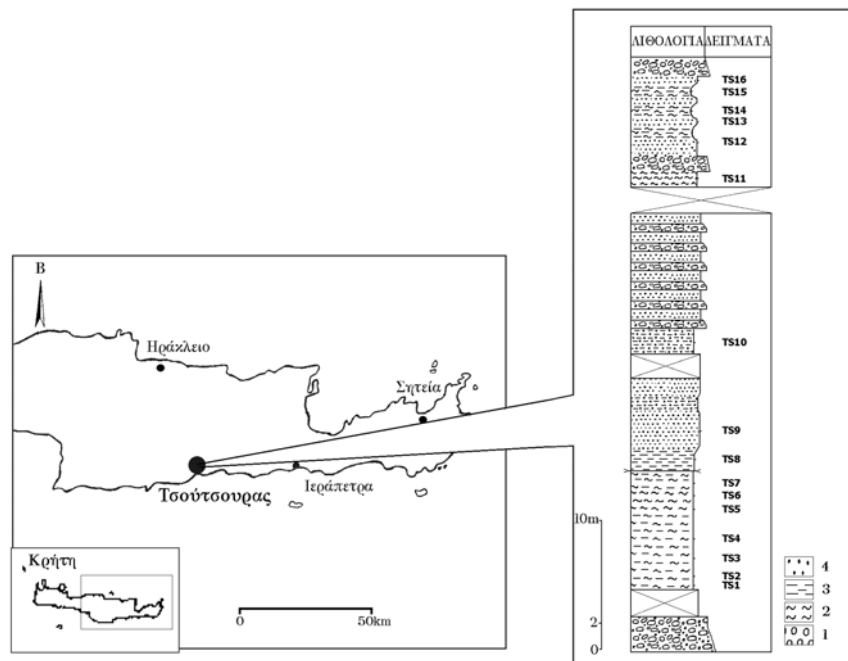 Β
Ηράκλειο
Σητεία
Ιεράπετρα
Τσούτσουρας
Κρήτη
0 50km
ΛΙΘΟΛΟΓΙΑ ΔΕΙΓΜΑΤΑ
TS16
TS15
TS14
TS13
TS12
TS11
TS10
TS9
TS8
TS7
TS6
TS5
TS4
TS3
TS2
TS1
10m
2
0
4
3
2
1